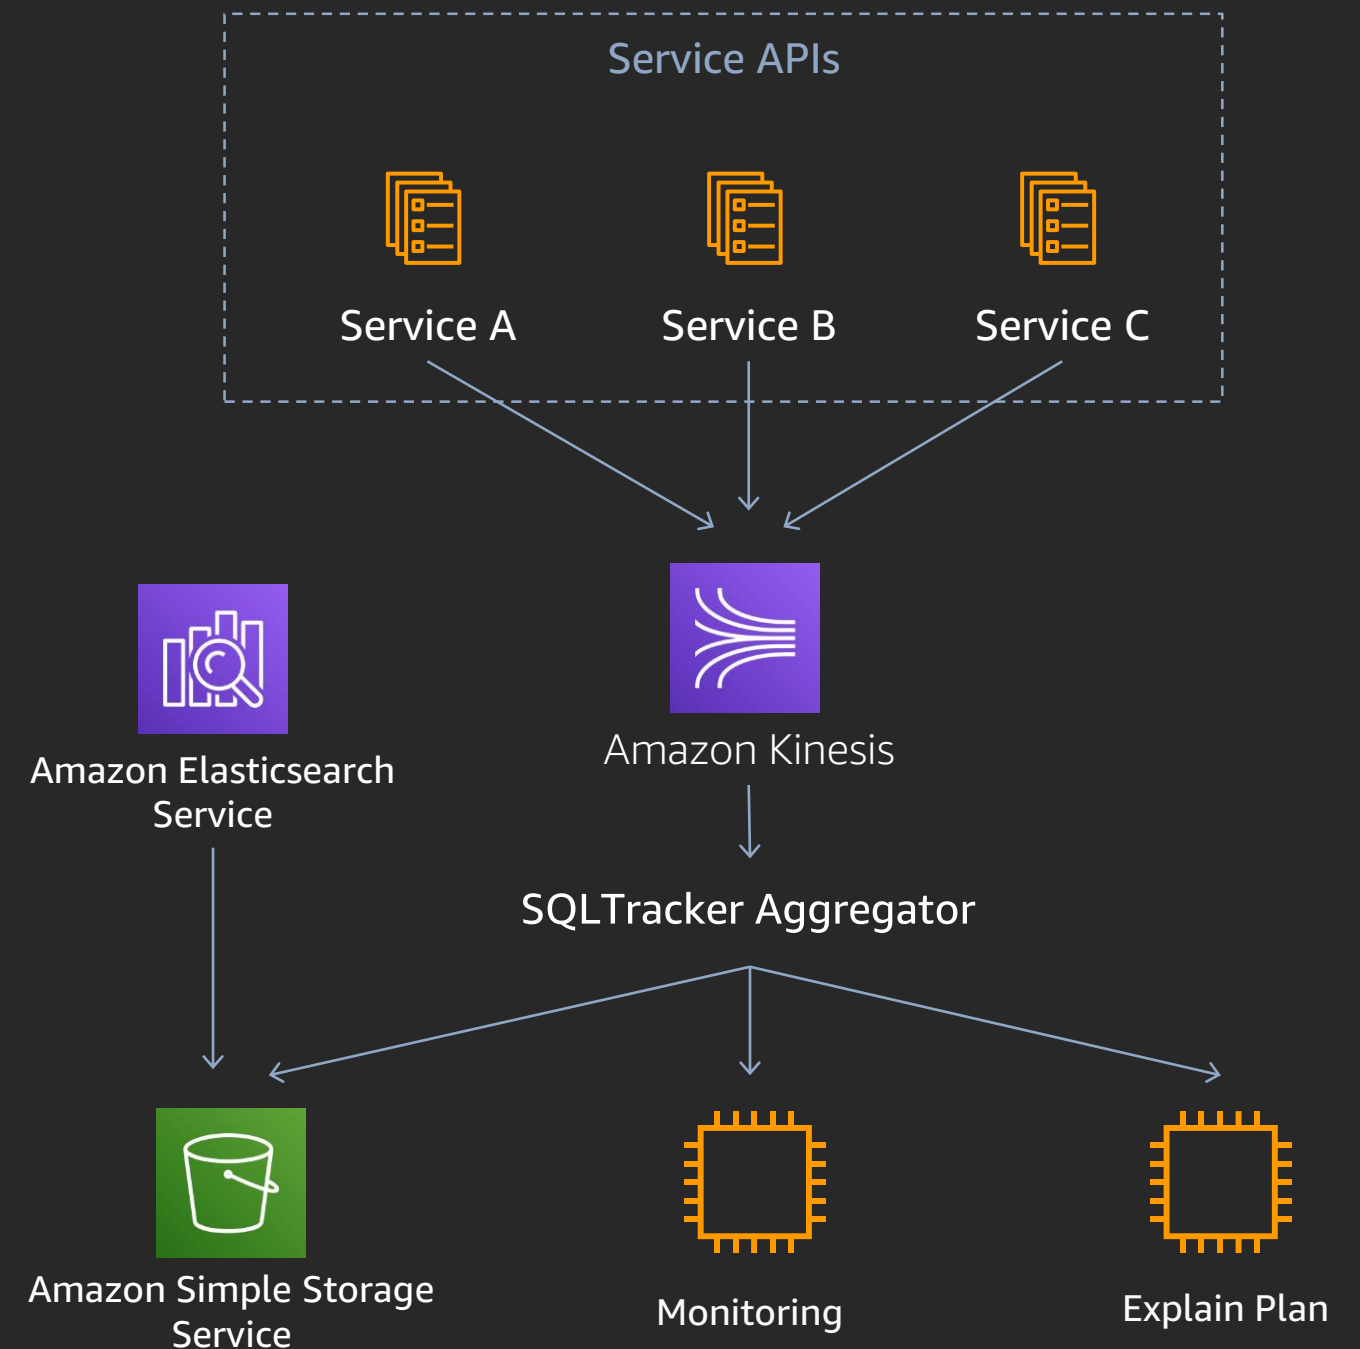 Service APIs
Service A
Service B
Service C
Amazon Kinesis
Amazon Elasticsearch
Service
SQLTracker Aggregator
Amazon Simple Storage
Service
Monitoring
Explain Plan